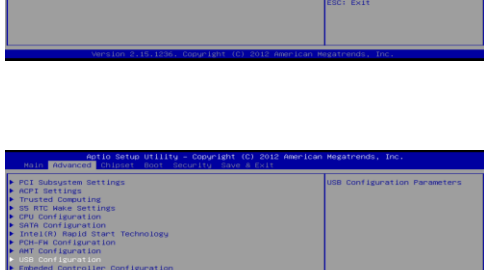 ESC: Exit
Version 2.15.1236. Copyright (C) 2012 American Megatrends, Inc.
Aptio Setup Utility - Copyright (C) 2012 American Megatrends, Inc.
Main Advanced Chipset Boot Security Save & Exit
PCI Subsystem Settings
USB Configuration Parameters
ACPI Settings
Trusted Computing
S5 RTC Wake Settings
CPU Configuration
SATA Configuration
Intel(R) Rapid Start Technology
PCH-FW Configuration
AMT Configuration
USB Configuration
Embeded Controller Configuration